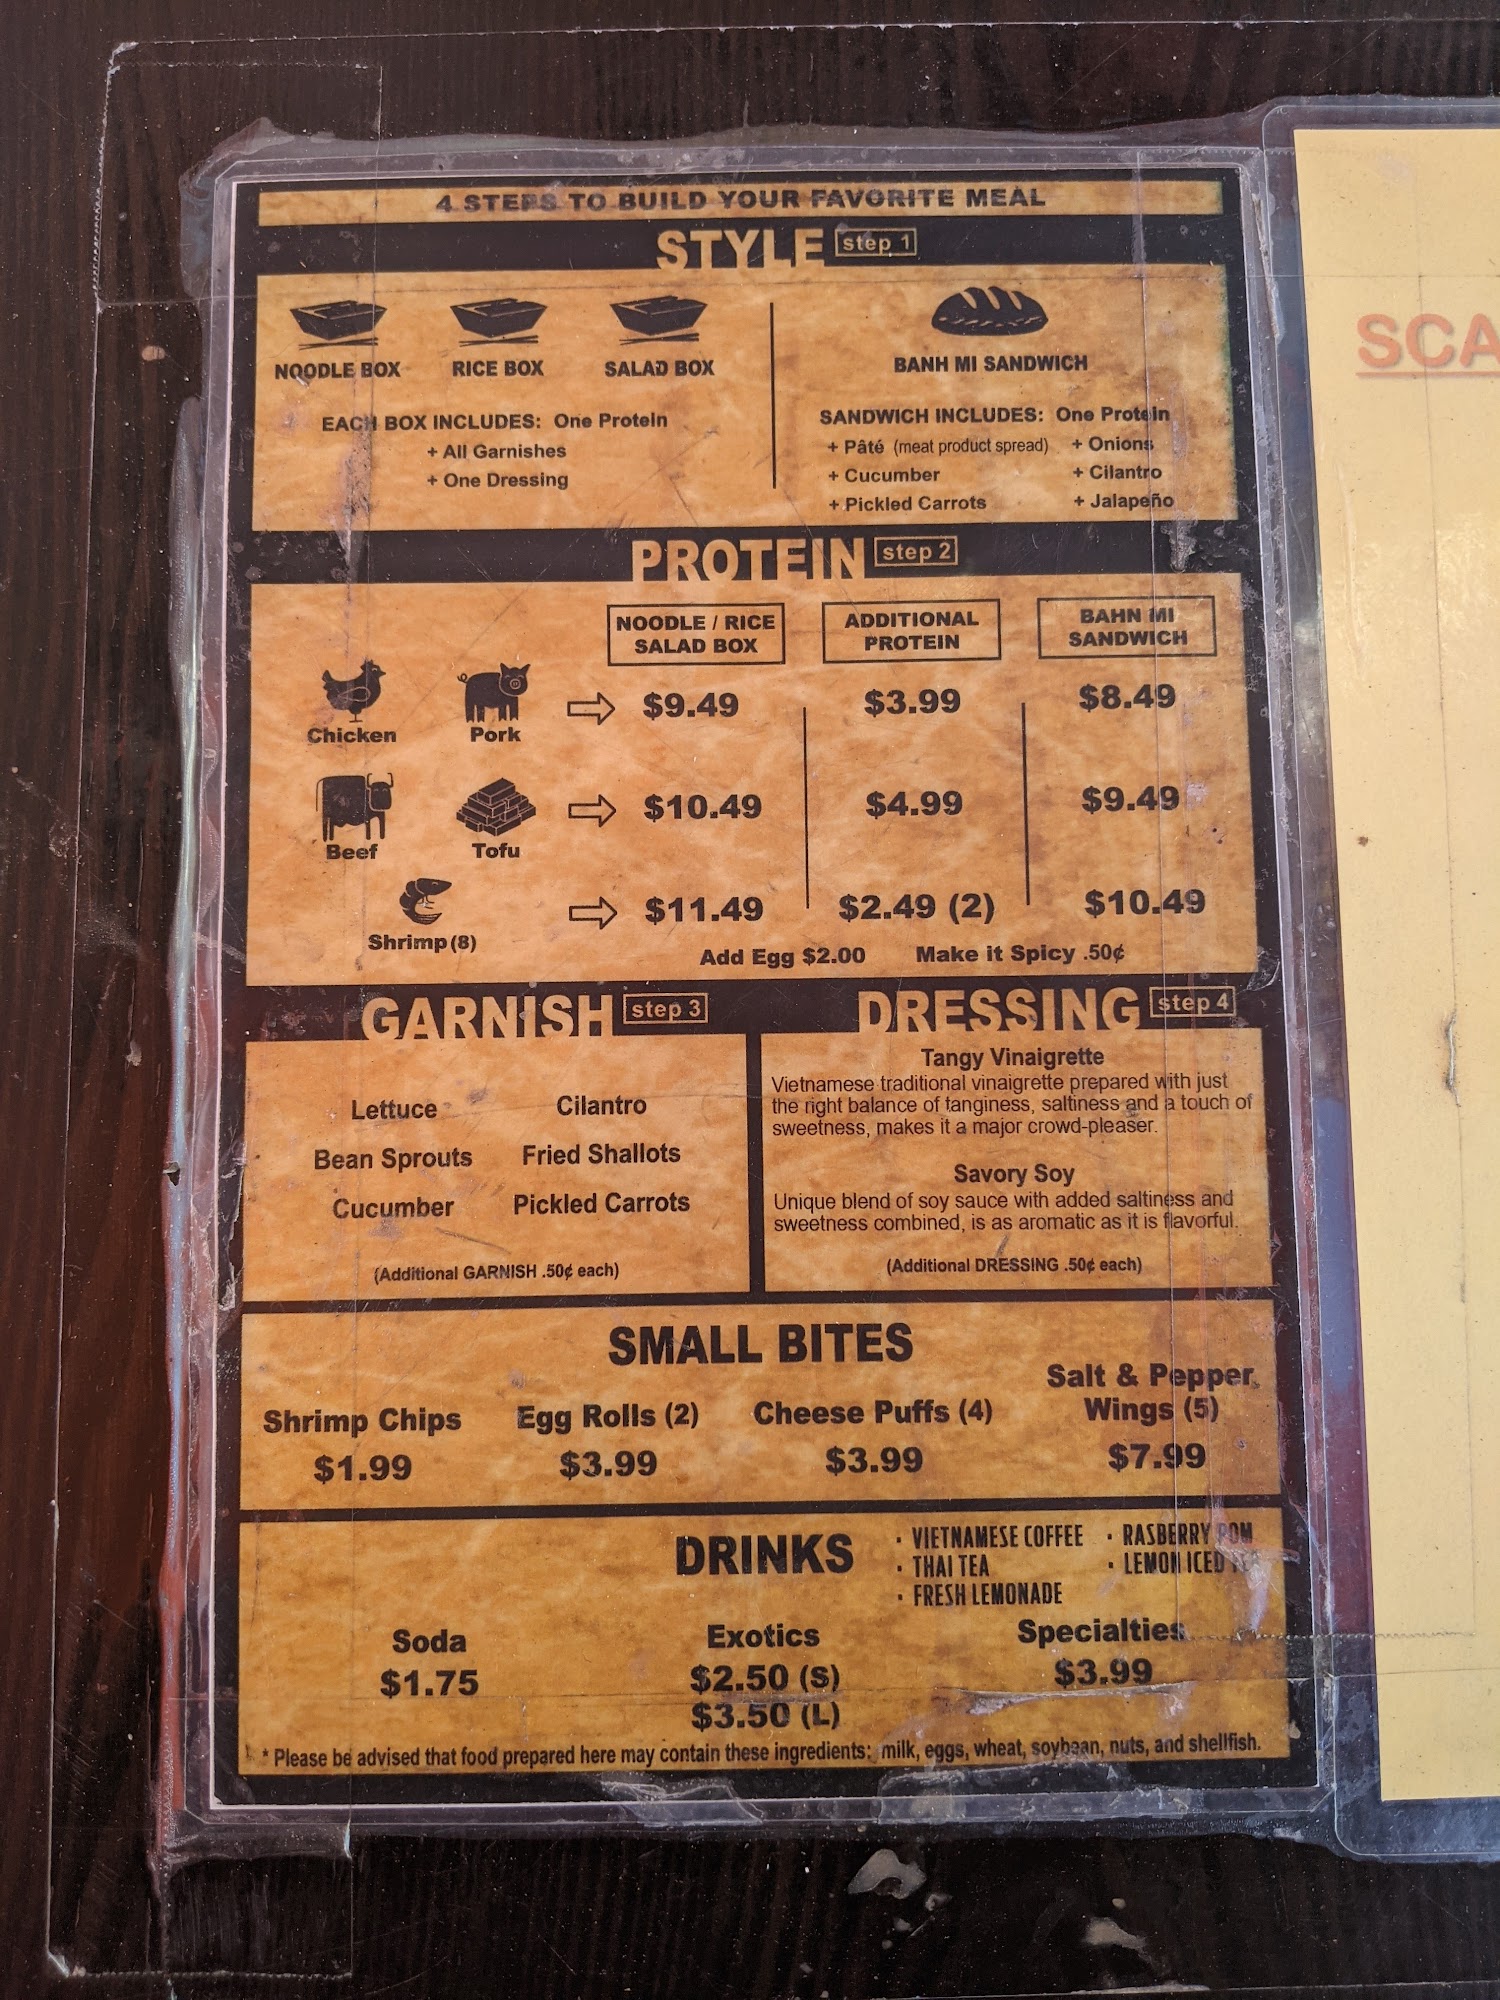 4 STEPS TO BUILD YOUR FAVORITE MEAL
STYLE step 1
NOODLE BOX
RICE BOX
SALAD BOX
EACH BOX INCLUDES: One Protein
+ All Garnishes
+ One Dressing
BANH MI SANDWICH
SANDWICH INCLUDES: One Protein
+ Pâté (meat product spread) + Onions
+ Cucumber + Cilantro
+ Pickled Carrots + Jalapeño
PROTEIN step 2
NOODLE / RICE
SALAD BOX
ADDITIONAL
PROTEIN
BAHN MI
SANDWICH
Chicken Pork $9.49 $3.99 $8.49
Beef Tofu $10.49 $4.99 $9.49
Shrimp (8) $11.49 $2.49 (2) $10.49
Add Egg $2.00 Make it Spicy .50¢
GARNISH step 3
Lettuce Cilantro
Bean Sprouts Fried Shallots
Cucumber Pickled Carrots
(Additional GARNISH .50¢ each)
DRESSING step 4
Tangy Vinaigrette
Vietnamese traditional vinaigrette prepared with just
the right balance of tanginess, saltiness and a touch of
sweetness, makes it a major crowd-pleaser.
Savory Soy
Unique blend of soy sauce with added saltiness and
sweetness combined, is as aromatic as it is flavorful.
(Additional DRESSING .50¢ each)
SMALL BITES
Shrimp Chips
$1.99
Egg Rolls (2)
$3.99
Cheese Puffs (4)
$3.99
Salt & Pepper
Wings (5)
$7.99
DRINKS
· VIETNAMESE COFFEE · RASBERRY POM
· THAI TEA · LEMON ICED TEA
· FRESH LEMONADE
Soda
$1.75
Exotics
$2.50 (S)
$3.50 (L)
Specialties
$3.99
* Please be advised that food prepared here may contain these ingredients: milk, eggs, wheat, soybean, nuts, and shellfish.
SCA